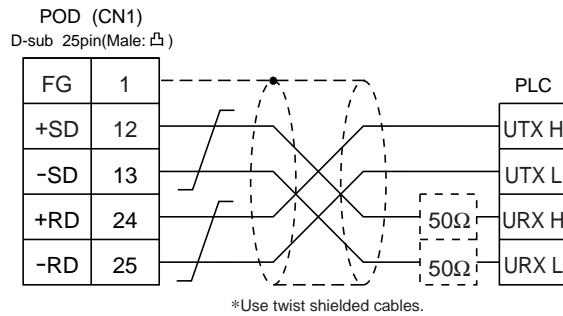 POD (CN1)
D-sub 25pin(Male: 凸)
PLC
FG 1
+SD 12 UTX H
-SD 13 UTX L
+RD 24 50Ω URX H
-RD 25 50Ω URX L
*Use twist shielded cables.